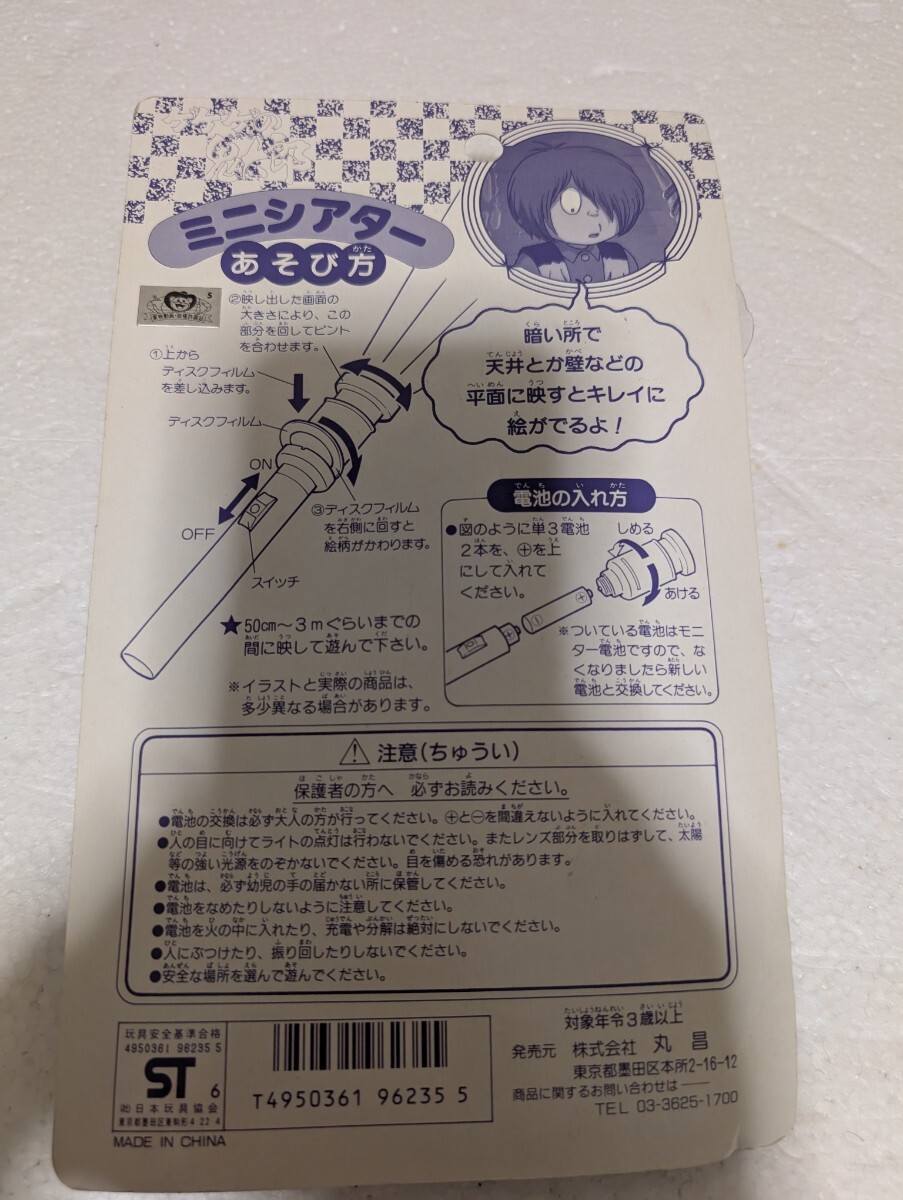 ゲゲゲの
鬼太郎
ミニシアター
あそび方
②映し出した画面の
大きさにより、この
部分を回してピント
を合わせます。
①上から
ディスクフィルム
を差し込みます。
ディスクフィルム
ON
OFF
③ディスクフィルム
を右側に回すと
絵柄がかわります。
スイッチ
★50cm〜3mぐらいまでの
間に映して遊んで下さい。
※イラストと実際の商品は、
多少異なる場合があります。
暗い所で
天井とか壁などの
平面に映すとキレイに
絵がでるよ!
電池の入れ方
●図のように単3電池
2本を、⊕を上
にして入れて
ください。
しめる
あける
※ついている電池はモニ
ター電池ですので、な
くなりましたら新しい
電池と交換してください。
⚠ 注意(ちゅうい)
保護者の方へ 必ずお読みください。
●電池の交換は必ず大人の方が行ってください。⊕と⊖を間違えないように入れてください。
●人の目に向けてライトの点灯は行わないでください。またレンズ部分を取りはずして、太陽
等の強い光源をのぞかないでください。目を傷める恐れがあります。
●電池は、必ず幼児の手の届かない所に保管してください。
●電池をなめたりしないように注意してください。
●電池を火の中に入れたり、充電や分解は絶対にしないでください。
●人にぶつけたり、振り回したりしないでください。
●安全な場所を選んで遊んでください。
玩具安全基準合格
4950361 96235 5
ST 6
㈳日本玩具協会
東京都墨田区東駒形4-22-4
MADE IN CHINA
T4950361 96235 5
対象年令3歳以上
発売元 株式会社 丸昌
東京都墨田区本所2-16-12
商品に関するお問い合わせは——
TEL 03-3625-1700